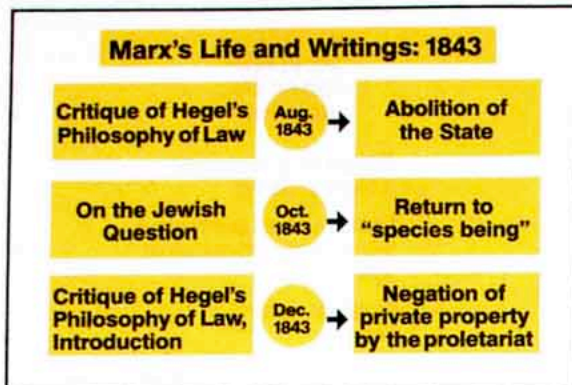 Marx's Life and Writings: 1843
Critique of Hegel's
Philosophy of Law
Aug.
1843
Abolition of
the State
On the Jewish
Question
Oct.
1843
Return to
"species being"
Critique of Hegel's
Philosophy of Law,
Introduction
Dec.
1843
Negation of
private property
by the proletariat